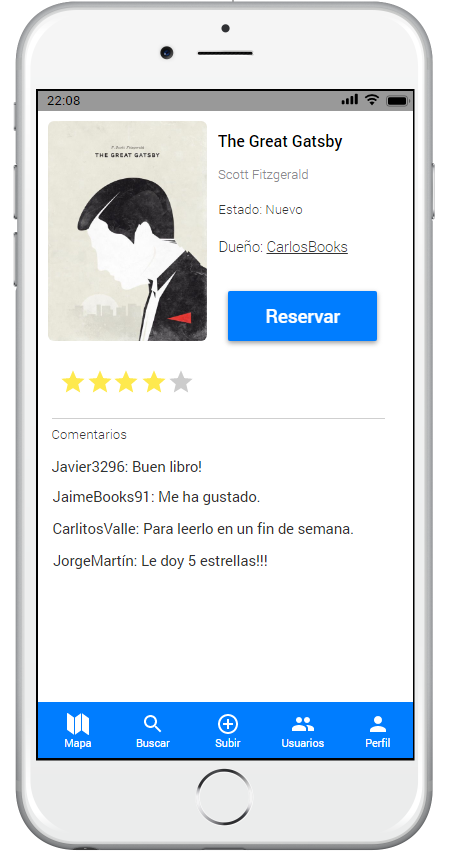 22:08
F. Scott Fitzgerald
THE GREAT GATSBY
The Great Gatsby
Scott Fitzgerald
Estado: Nuevo
Dueño: CarlosBooks
Reservar
Comentarios
Javier3296: Buen libro!
JaimeBooks91: Me ha gustado.
CarlitosValle: Para leerlo en un fin de semana.
JorgeMartín: Le doy 5 estrellas!!!
Mapa
Buscar
Subir
Usuarios
Perfil